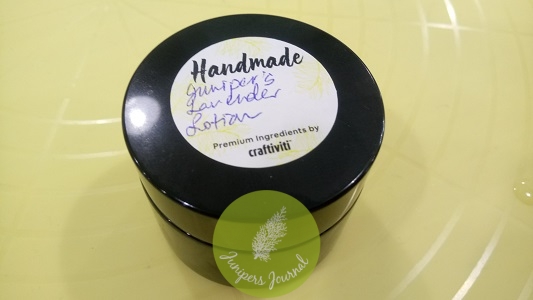 Handmade
Juniper's
Lavender
Lotion
Premium Ingredients by
craftiviti
Junipers Journal